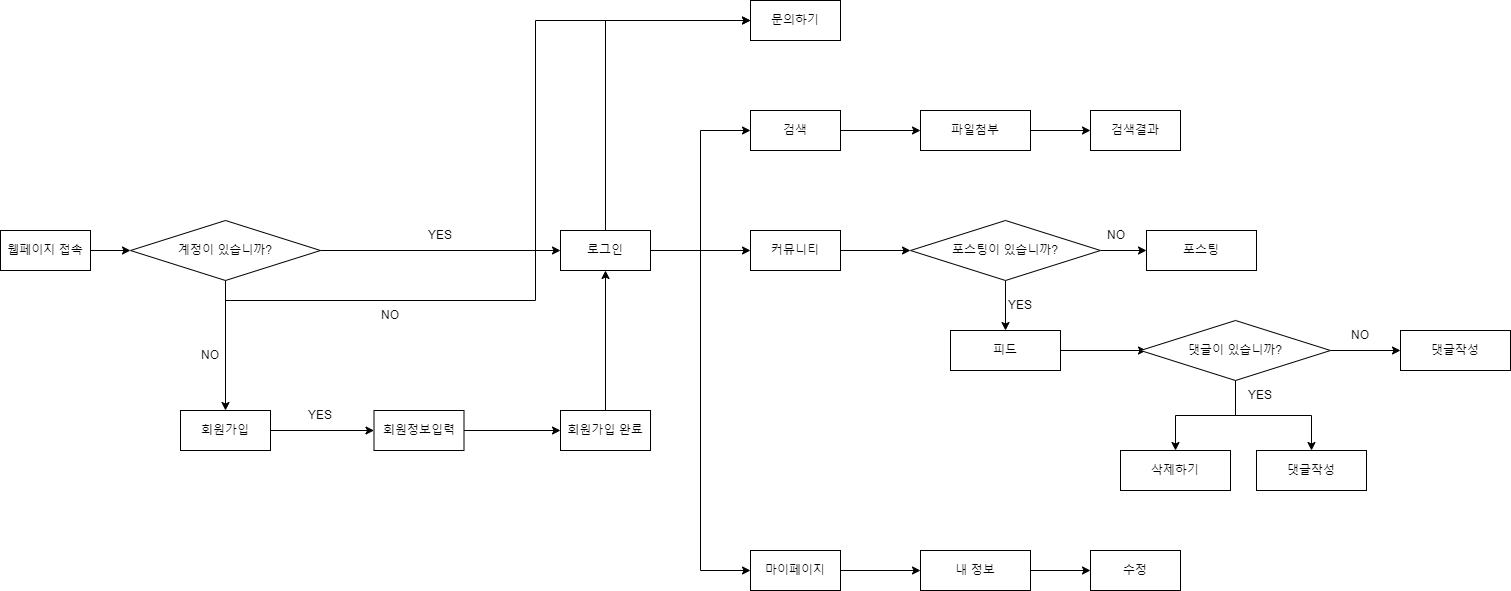 문의하기
검색
파일첨부
검색결과
웹페이지 접속
계정이 있습니까?
YES
로그인
커뮤니티
포스팅이 있습니까?
NO
포스팅
NO
YES
피드
댓글이 있습니까?
NO
댓글작성
NO
YES
회원가입
YES
회원정보입력
회원가입 완료
삭제하기
댓글작성
마이페이지
내 정보
수정